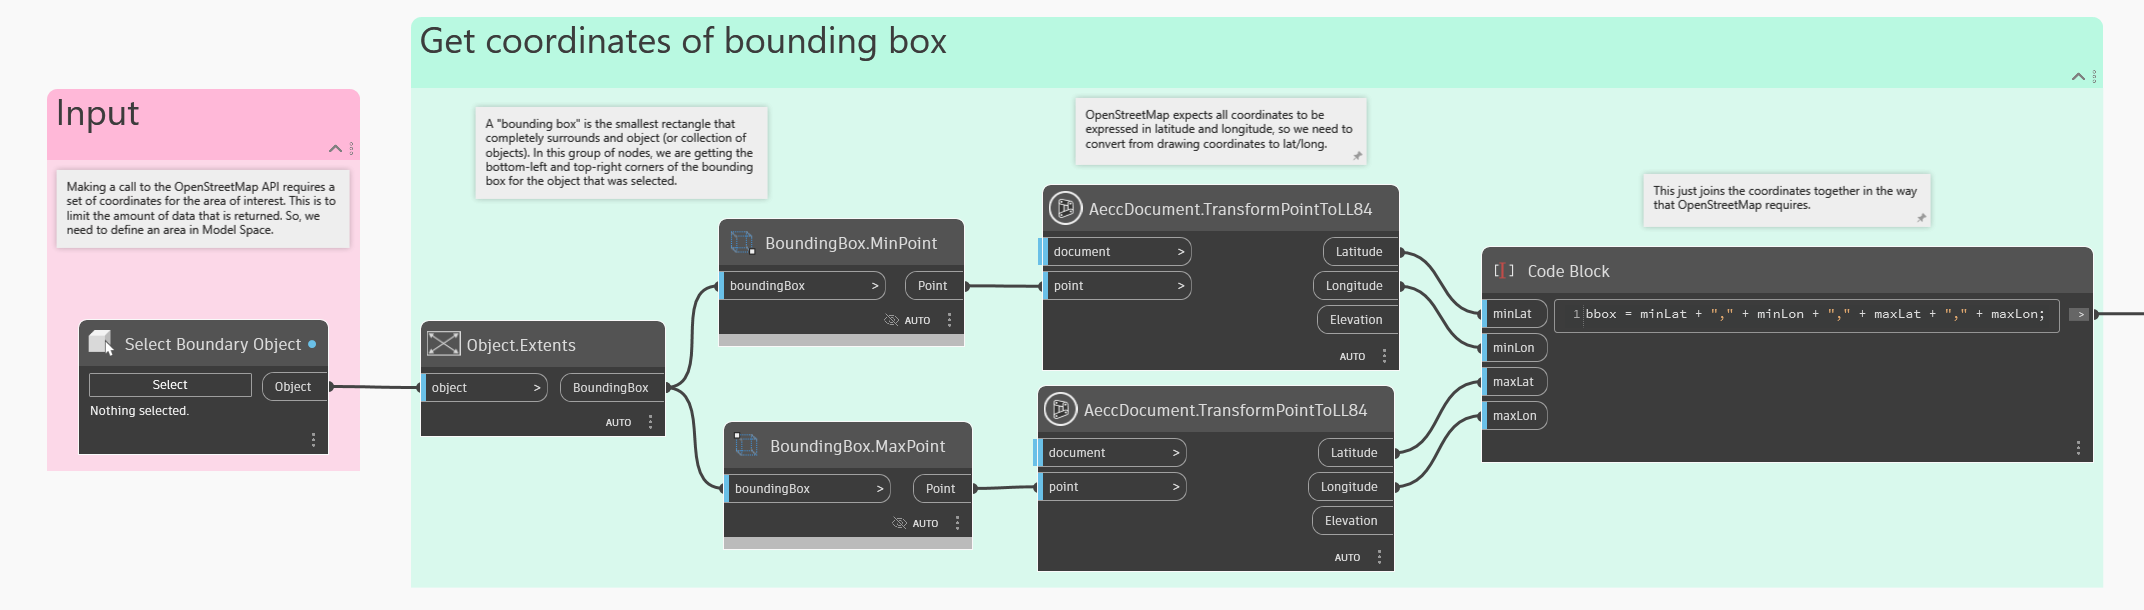 Input
Making a call to the OpenStreetMap API requires a
set of coordinates for the area of interest. This is to
limit the amount of data that is returned. So, we
need to define an area in Model Space.
Select Boundary Object
Select
Object
Nothing selected.
Get coordinates of bounding box
A "bounding box" is the smallest rectangle that
completely surrounds and object (or collection of
objects). In this group of nodes, we are getting the
bottom-left and top-right corners of the bounding
box for the object that was selected.
Object.Extents
object >
BoundingBox
AUTO
BoundingBox.MinPoint
boundingBox >
Point
AUTO
BoundingBox.MaxPoint
boundingBox >
Point
AUTO
OpenStreetMap expects all coordinates to be
expressed in latitude and longitude, so we need to
convert from drawing coordinates to lat/long.
AeccDocument.TransformPointToLL84
document >
Latitude
point >
Longitude
Elevation
AUTO
AeccDocument.TransformPointToLL84
document >
Latitude
point >
Longitude
Elevation
AUTO
This just joins the coordinates together in the way
that OpenStreetMap requires.
Code Block
minLat
1 bbox = minLat + "," + minLon + "," + maxLat + "," + maxLon;
>
minLon
maxLat
maxLon